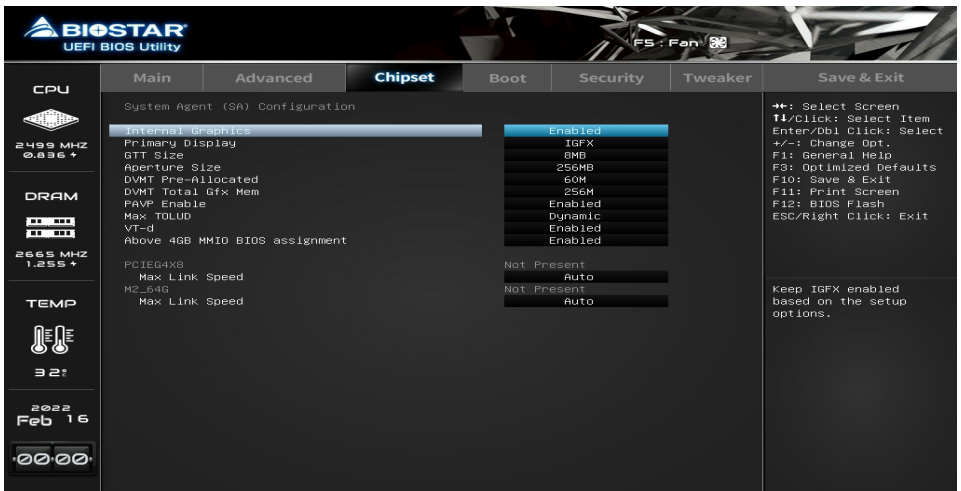 BIOSTAR®
UEFI BIOS Utility
F5 : Fan
CPU
2499 MHZ
0.836
DRAM
2665 MHZ
1.255
TEMP
32
2022
Feb 16
00:00
Main Advanced Chipset Boot Security Tweaker Save & Exit
System Agent (SA) Configuration
Internal Graphics Enabled
Primary Display IGFX
GTT Size 8MB
Aperture Size 256MB
DVMT Pre-Allocated 60M
DVMT Total Gfx Mem 256M
PAVP Enable Enabled
Max TOLUD Dynamic
VT-d Enabled
Above 4GB MMIO BIOS assignment Enabled
PCIEG4X8 Not Present
Max Link Speed Auto
M2_64G Not Present
Max Link Speed Auto
→←: Select Screen
↑↓/Click: Select Item
Enter/Dbl Click: Select
+/-: Change Opt.
F1: General Help
F3: Optimized Defaults
F10: Save & Exit
F11: Print Screen
F12: BIOS Flash
ESC/Right Click: Exit
Keep IGFX enabled
based on the setup
options.